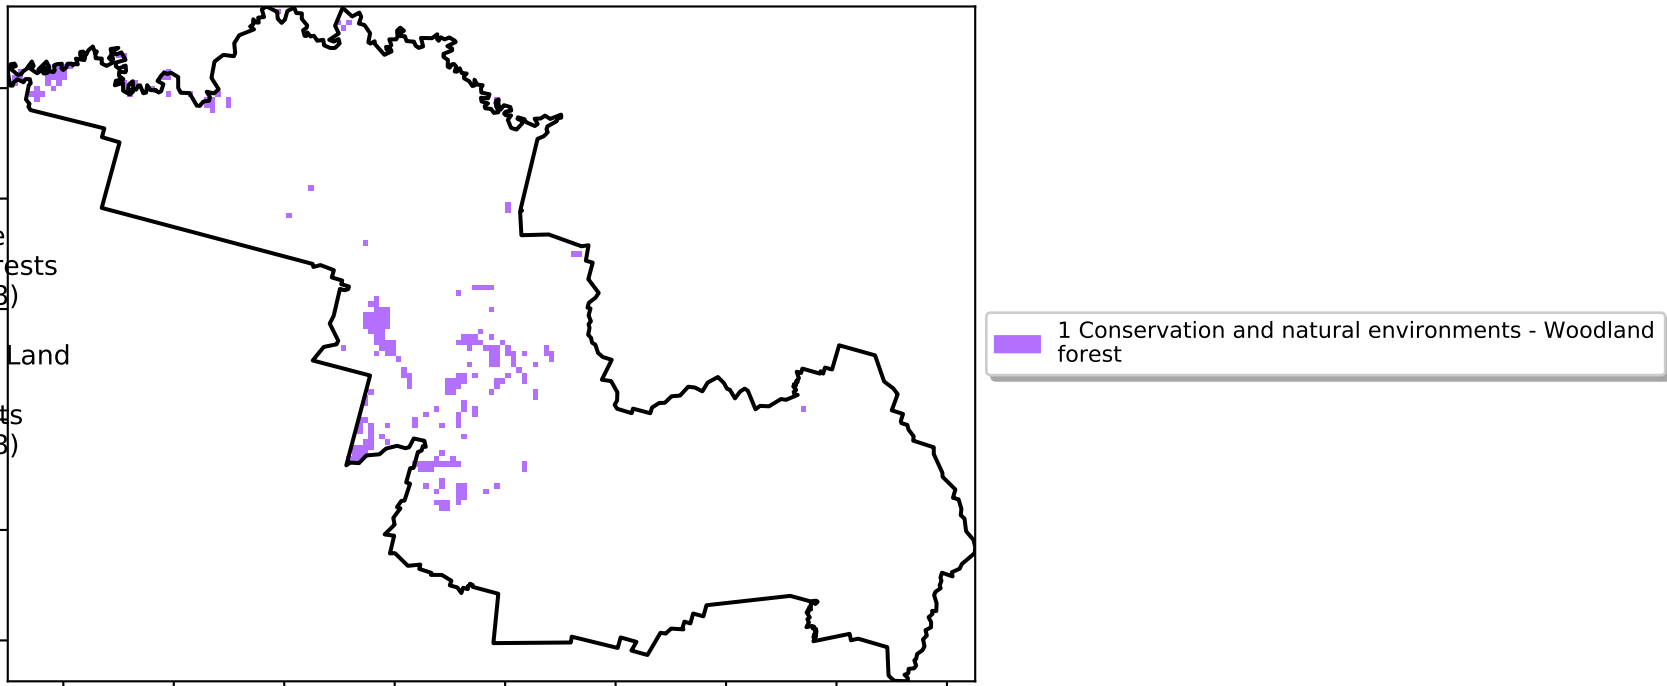 rests
Land
ts
1 Conservation and natural environments - Woodland
forest